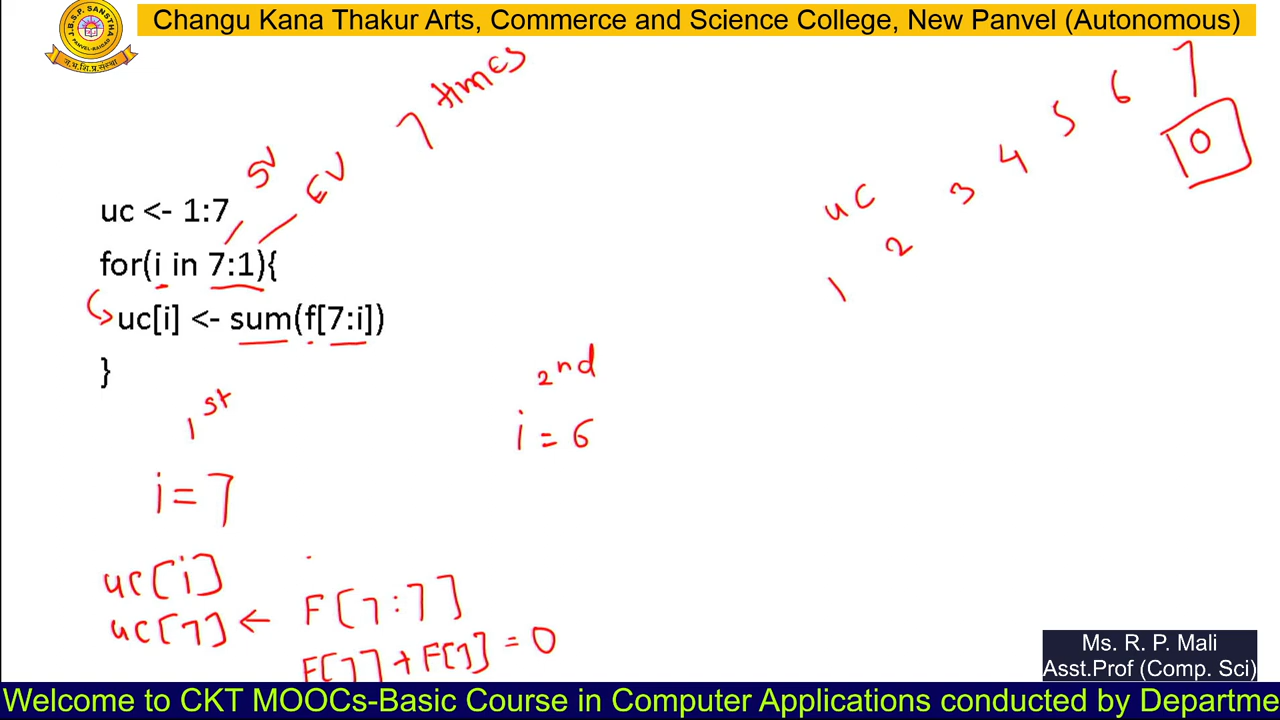 Changu Kana Thakur Arts, Commerce and Science College, New Panvel (Autonomous)
7 times
SV
EV
uc <- 1:7
for(i in 7:1){
uc[i] <- sum(f[7:i])
}
uc
1 2 3 4 5 6 7
0
1st
i = 7
uc[i]
uc[7] ← F[7:7]
F[7] + F[7] = 0
2nd
i = 6
Ms. R. P. Mali
Asst.Prof (Comp. Sci)
Welcome to CKT MOOCs-Basic Course in Computer Applications conducted by Departme